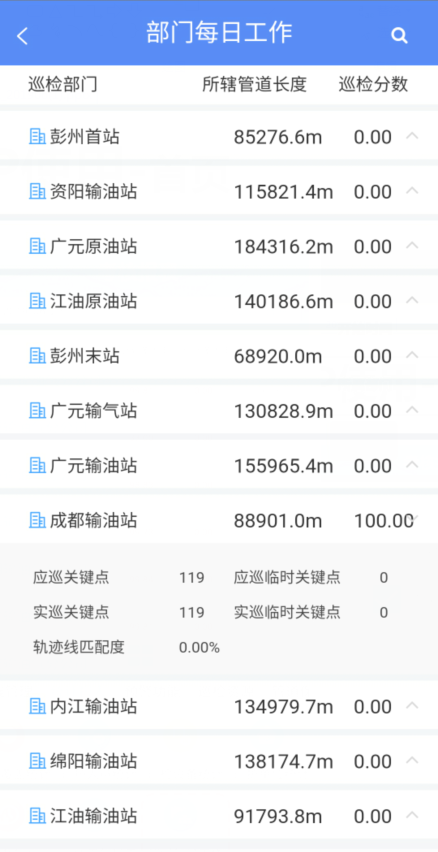 部门每日工作
巡检部门 所辖管道长度 巡检分数
彭州首站 85276.6m 0.00
资阳输油站 115821.4m 0.00
广元原油站 184316.2m 0.00
江油原油站 140186.6m 0.00
彭州末站 68920.0m 0.00
广元输气站 130828.9m 0.00
广元输油站 155965.4m 0.00
成都输油站 88901.0m 100.00
应巡关键点 119 应巡临时关键点 0
实巡关键点 119 实巡临时关键点 0
轨迹线匹配度 0.00%
内江输油站 134979.7m 0.00
绵阳输油站 138174.7m 0.00
江油输油站 91793.8m 0.00